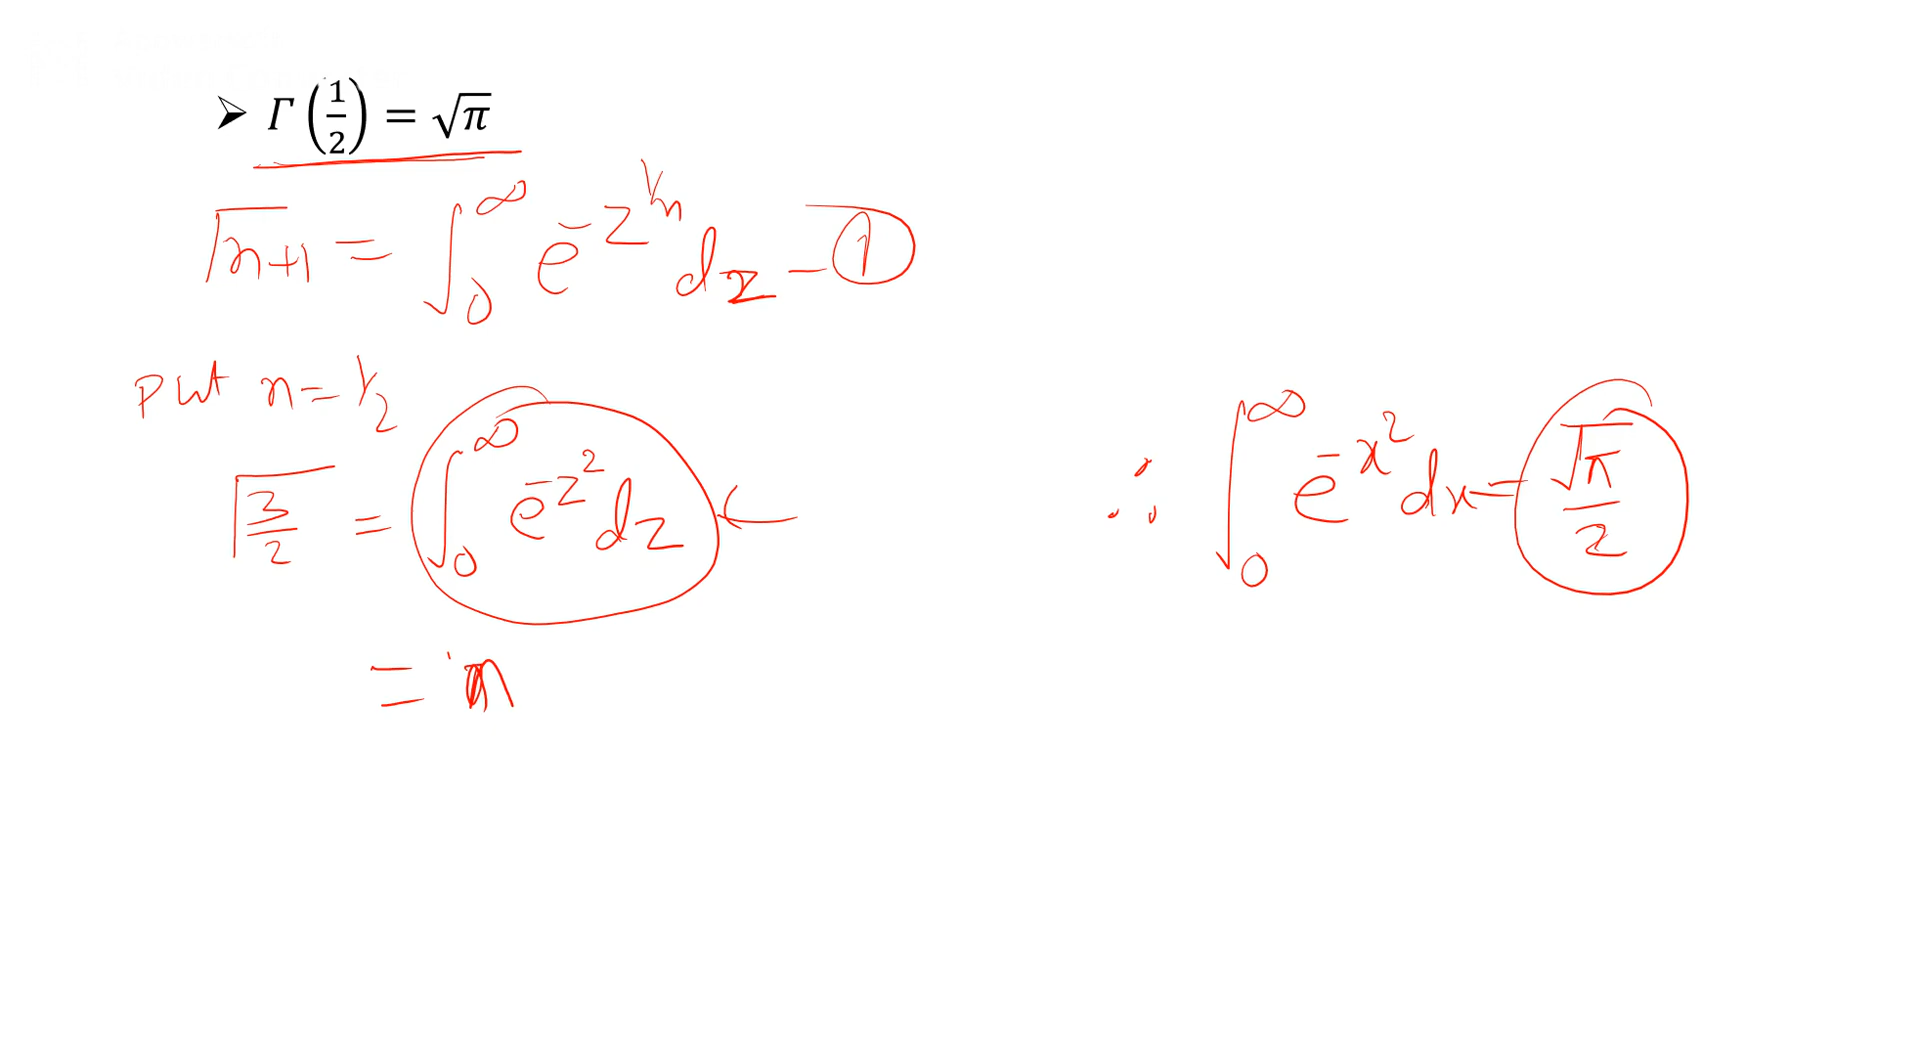 ➢ Γ(1/2) = √π
√n+1 = ∫₀^∞ e^(-z^(1/n)) dz - ①
Put n = 1/2
√3/2 = ∫₀^∞ e^(-z²) dz ←
∴ ∫₀^∞ e^(-x²) dx = √π/2
=